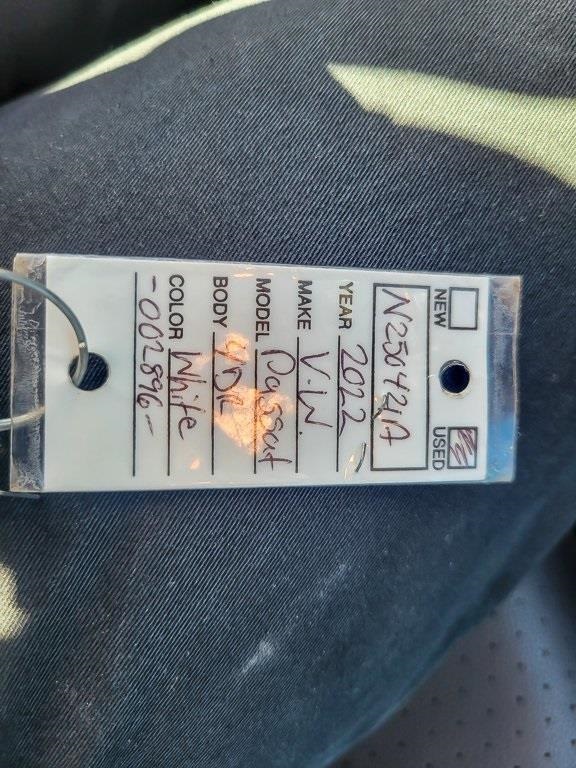 NEW USED
N250421A
YEAR 2022
MAKE V.W.
MODEL Passat
BODY 4DR
COLOR White
-002896-